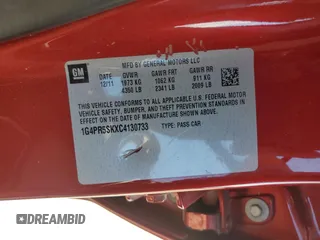 GM
MFD BY GENERAL MOTORS LLC
DATE GVWR GAWR FRT GAWR RR
12/11 1973 KG 1062 KG 911 KG
4350 LB 2341 LB 2009 LB
THIS VEHICLE CONFORMS TO ALL APPLICABLE U.S. FEDERAL MOTOR
VEHICLE SAFETY, BUMPER, AND THEFT PREVENTION STANDARDS
IN EFFECT ON THE DATE OF MANUFACTURE SHOWN ABOVE.
1G4PR5SKXC4130733 TYPE: PASS CAR
DREAMBID